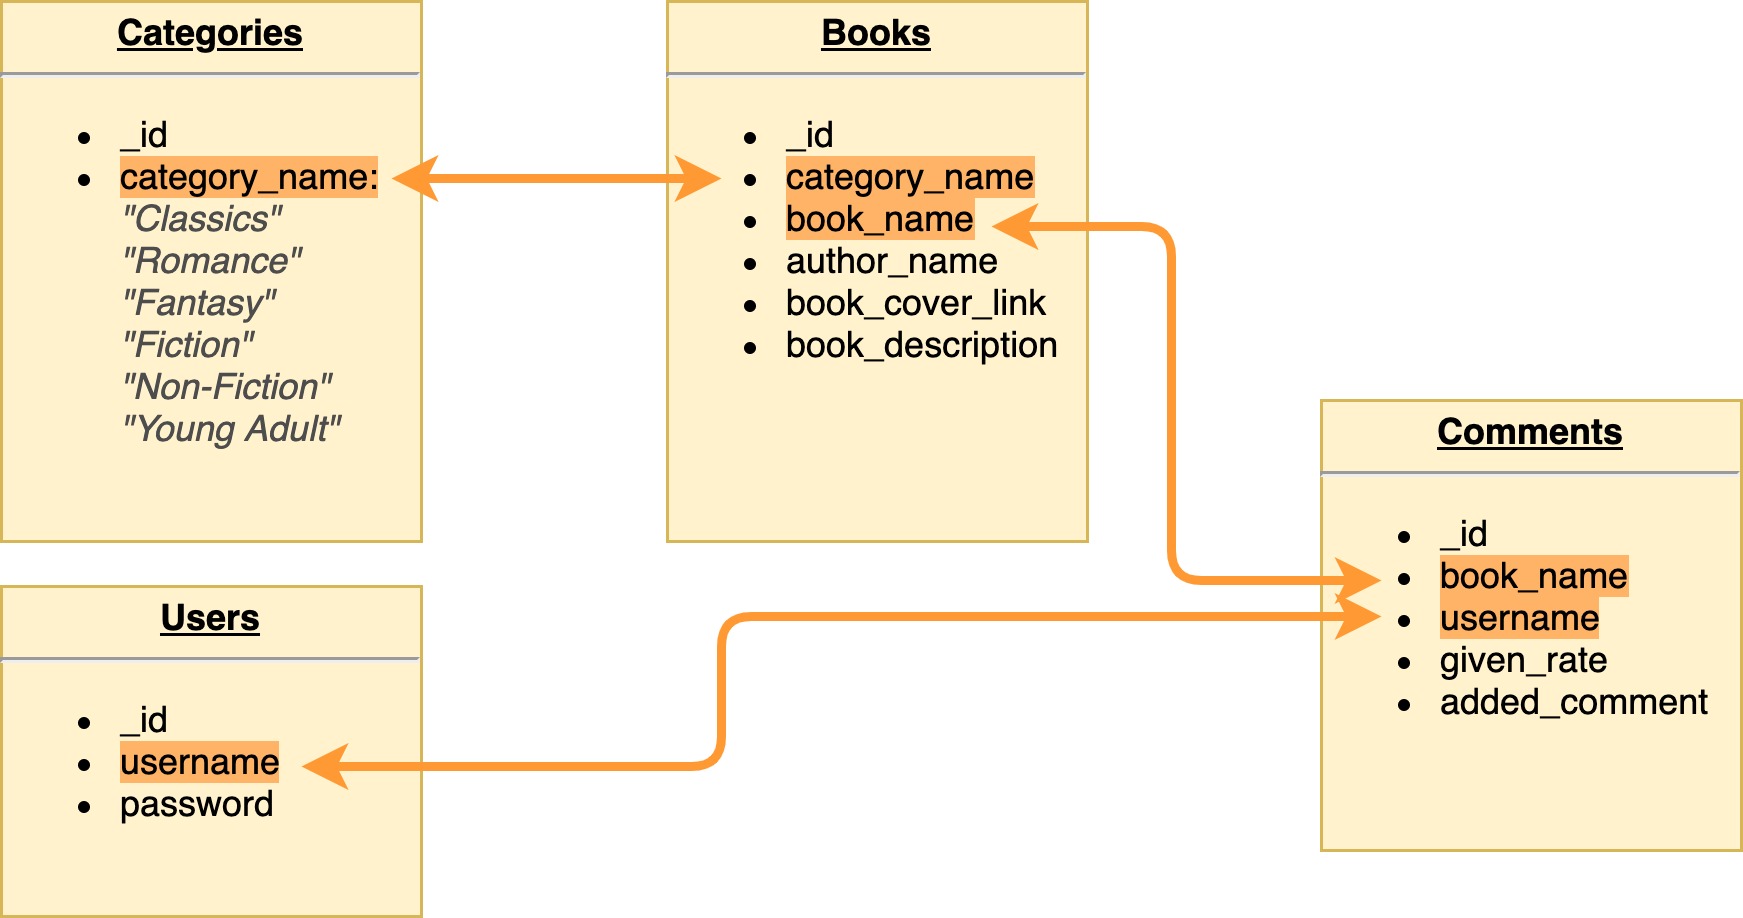 Categories
_id
category_name:
"Classics"
"Romance"
"Fantasy"
"Fiction"
"Non-Fiction"
"Young Adult"
Books
_id
category_name
book_name
author_name
book_cover_link
book_description
Users
_id
username
password
Comments
_id
book_name
username
given_rate
added_comment